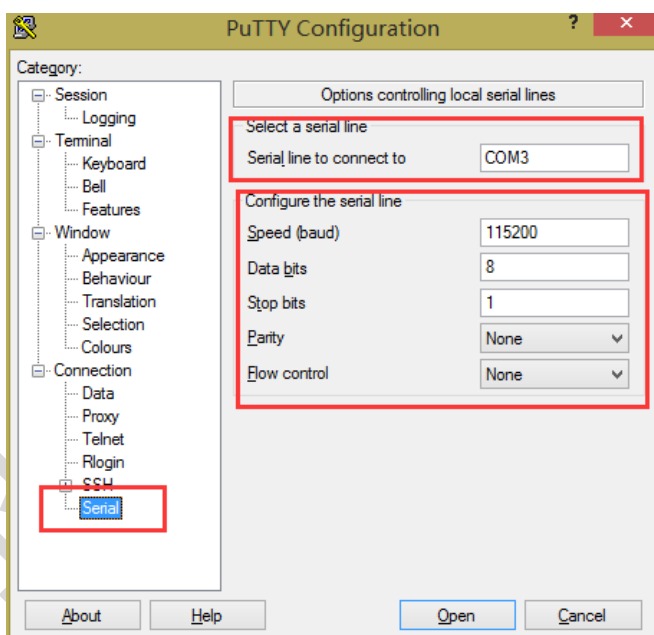 PuTTY Configuration
?
×
Category:
Session
Logging
Terminal
Keyboard
Bell
Features
Window
Appearance
Behaviour
Translation
Selection
Colours
Connection
Data
Proxy
Telnet
Rlogin
SSH
Serial
Options controlling local serial lines
Select a serial line
Serial line to connect to COM3
Configure the serial line
Speed (baud) 115200
Data bits 8
Stop bits 1
Parity None
Flow control None
About Help Open Cancel